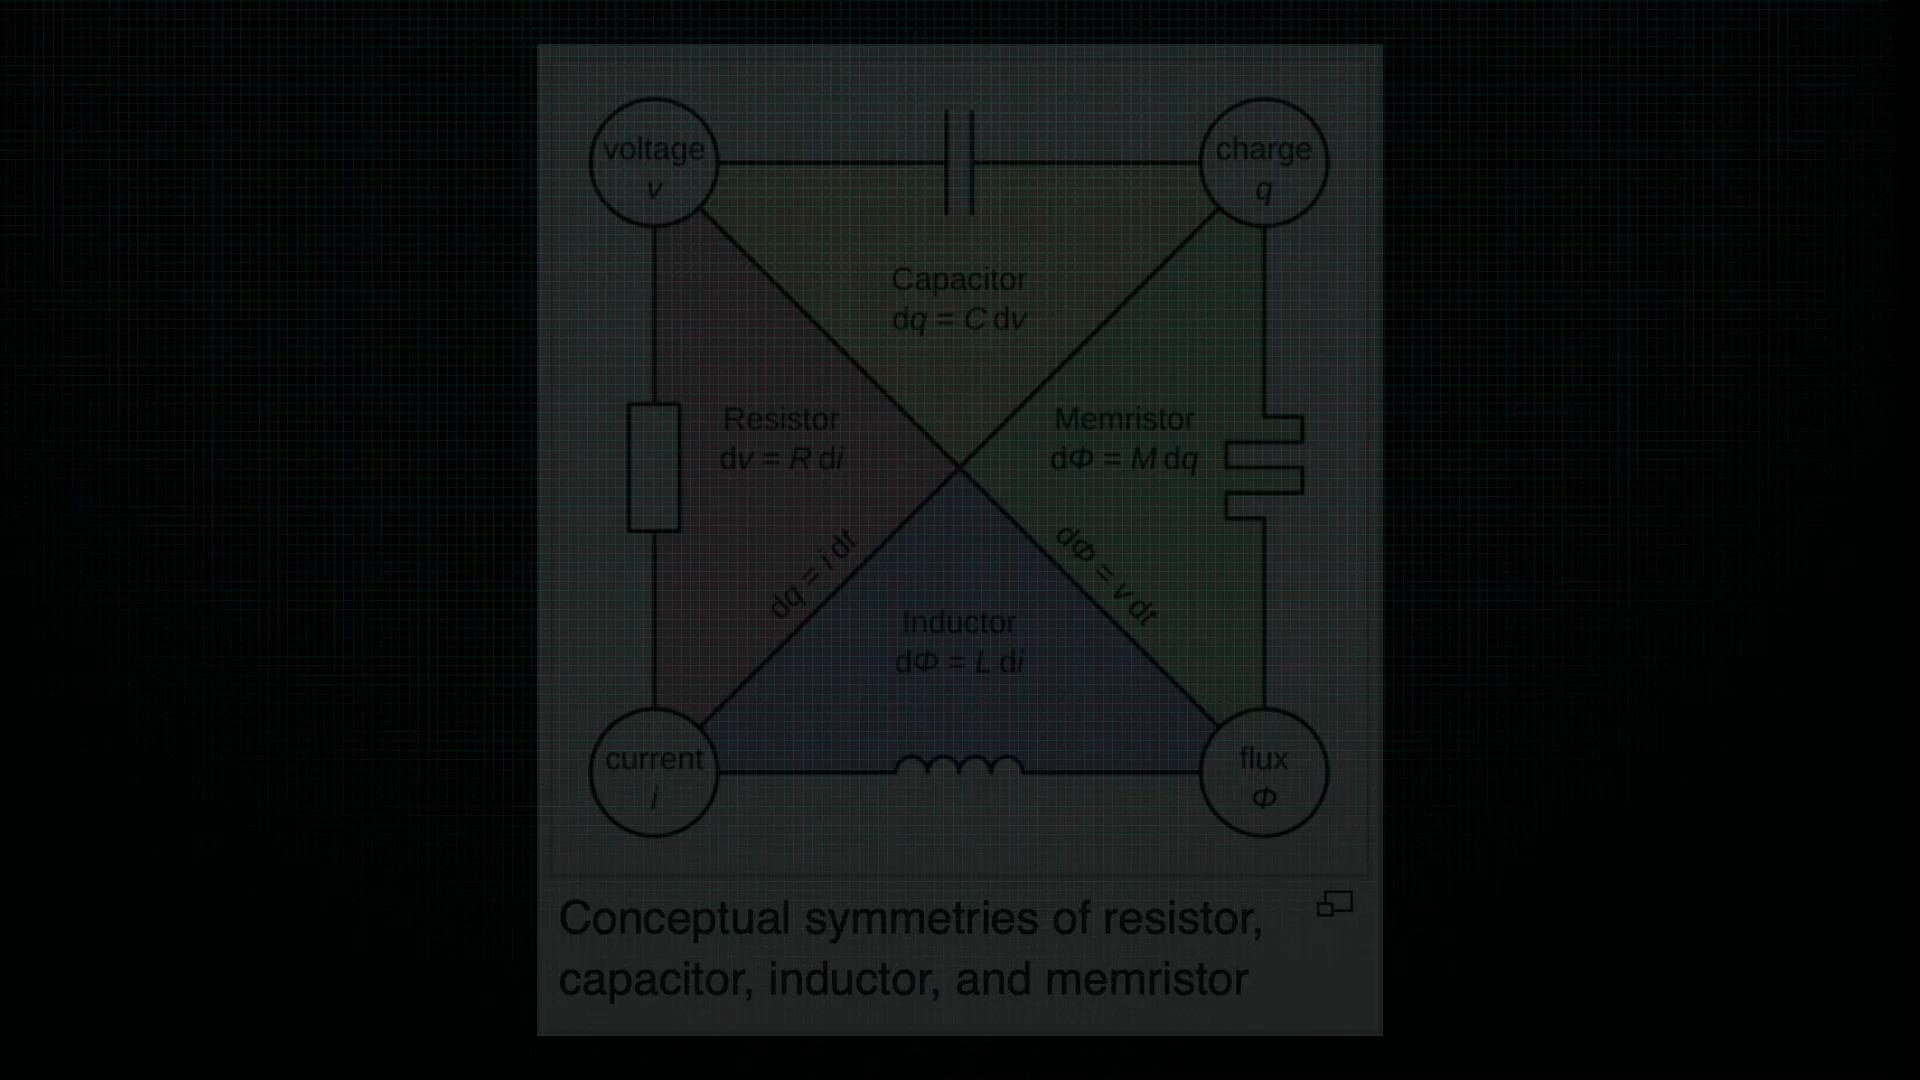 voltage
v
charge
q
Capacitor
dq = C dv
Resistor
dv = R di
Memristor
dΦ = M dq
dq = i dt
dΦ = v dt
Inductor
dΦ = L di
current
i
flux
Φ
Conceptual symmetries of resistor,
capacitor, inductor, and memristor